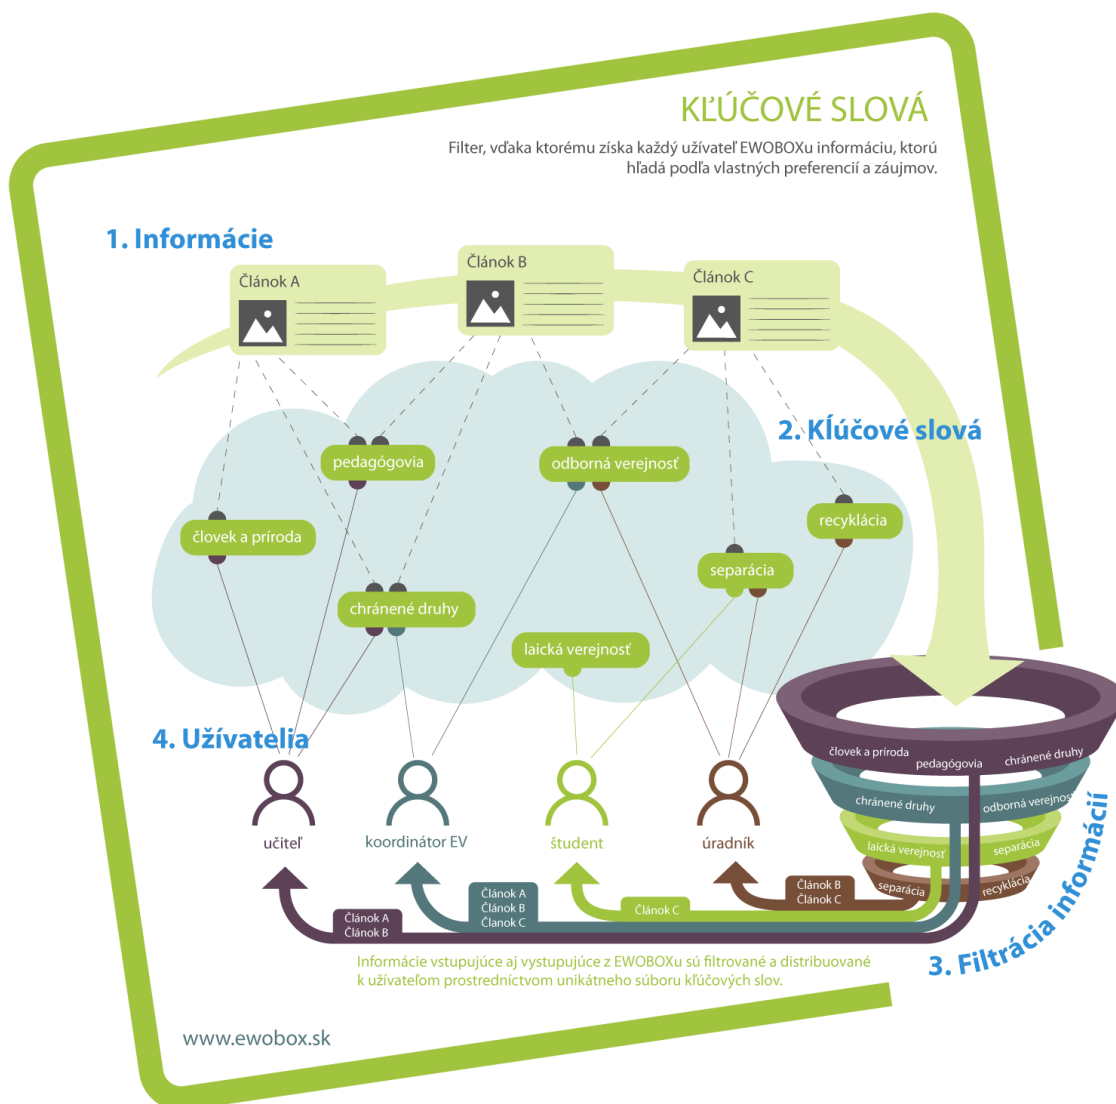 KĽÚČOVÉ SLOVÁ
Filter, vďaka ktorému získa každý užívateľ EWOBOXu informáciu, ktorú
hľadá podľa vlastných preferencií a záujmov.
1. Informácie
Článok A
Článok B
Článok C
2. Kĺúčové slová
pedagógovia
odborná verejnosť
človek a príroda
recyklácia
separácia
chránené druhy
laická verejnosť
4. Užívatelia
učiteľ
koordinátor EV
študent
úradník
človek a príroda
pedagógovia
chránené druhy
chránené druhy
odborná verejnosť
laická verejnosť
separácia
separácia
recyklácia
3. Filtrácia informácií
Článok A
Článok B
Článok A
Článok B
Članok C
Článok C
Článok B
Článok C
Informácie vstupujúce aj vystupujúce z EWOBOXu sú filtrované a distribuované
k užívateľom prostredníctvom unikátneho súboru kľúčových slov.
www.ewobox.sk